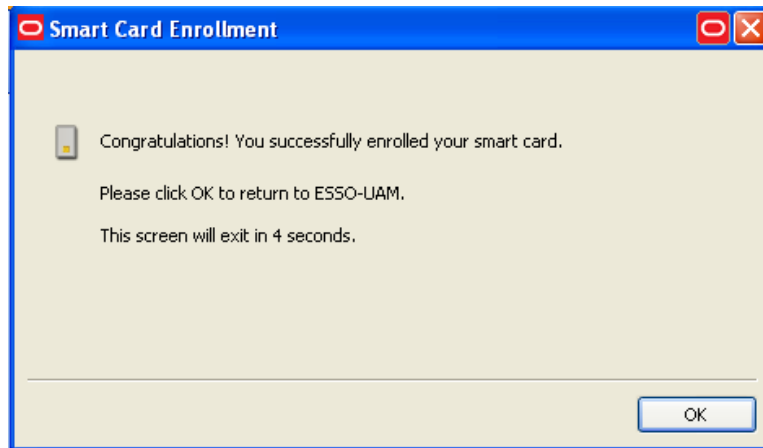 Smart Card Enrollment
Congratulations! You successfully enrolled your smart card.
Please click OK to return to ESSO-UAM.
This screen will exit in 4 seconds.
OK